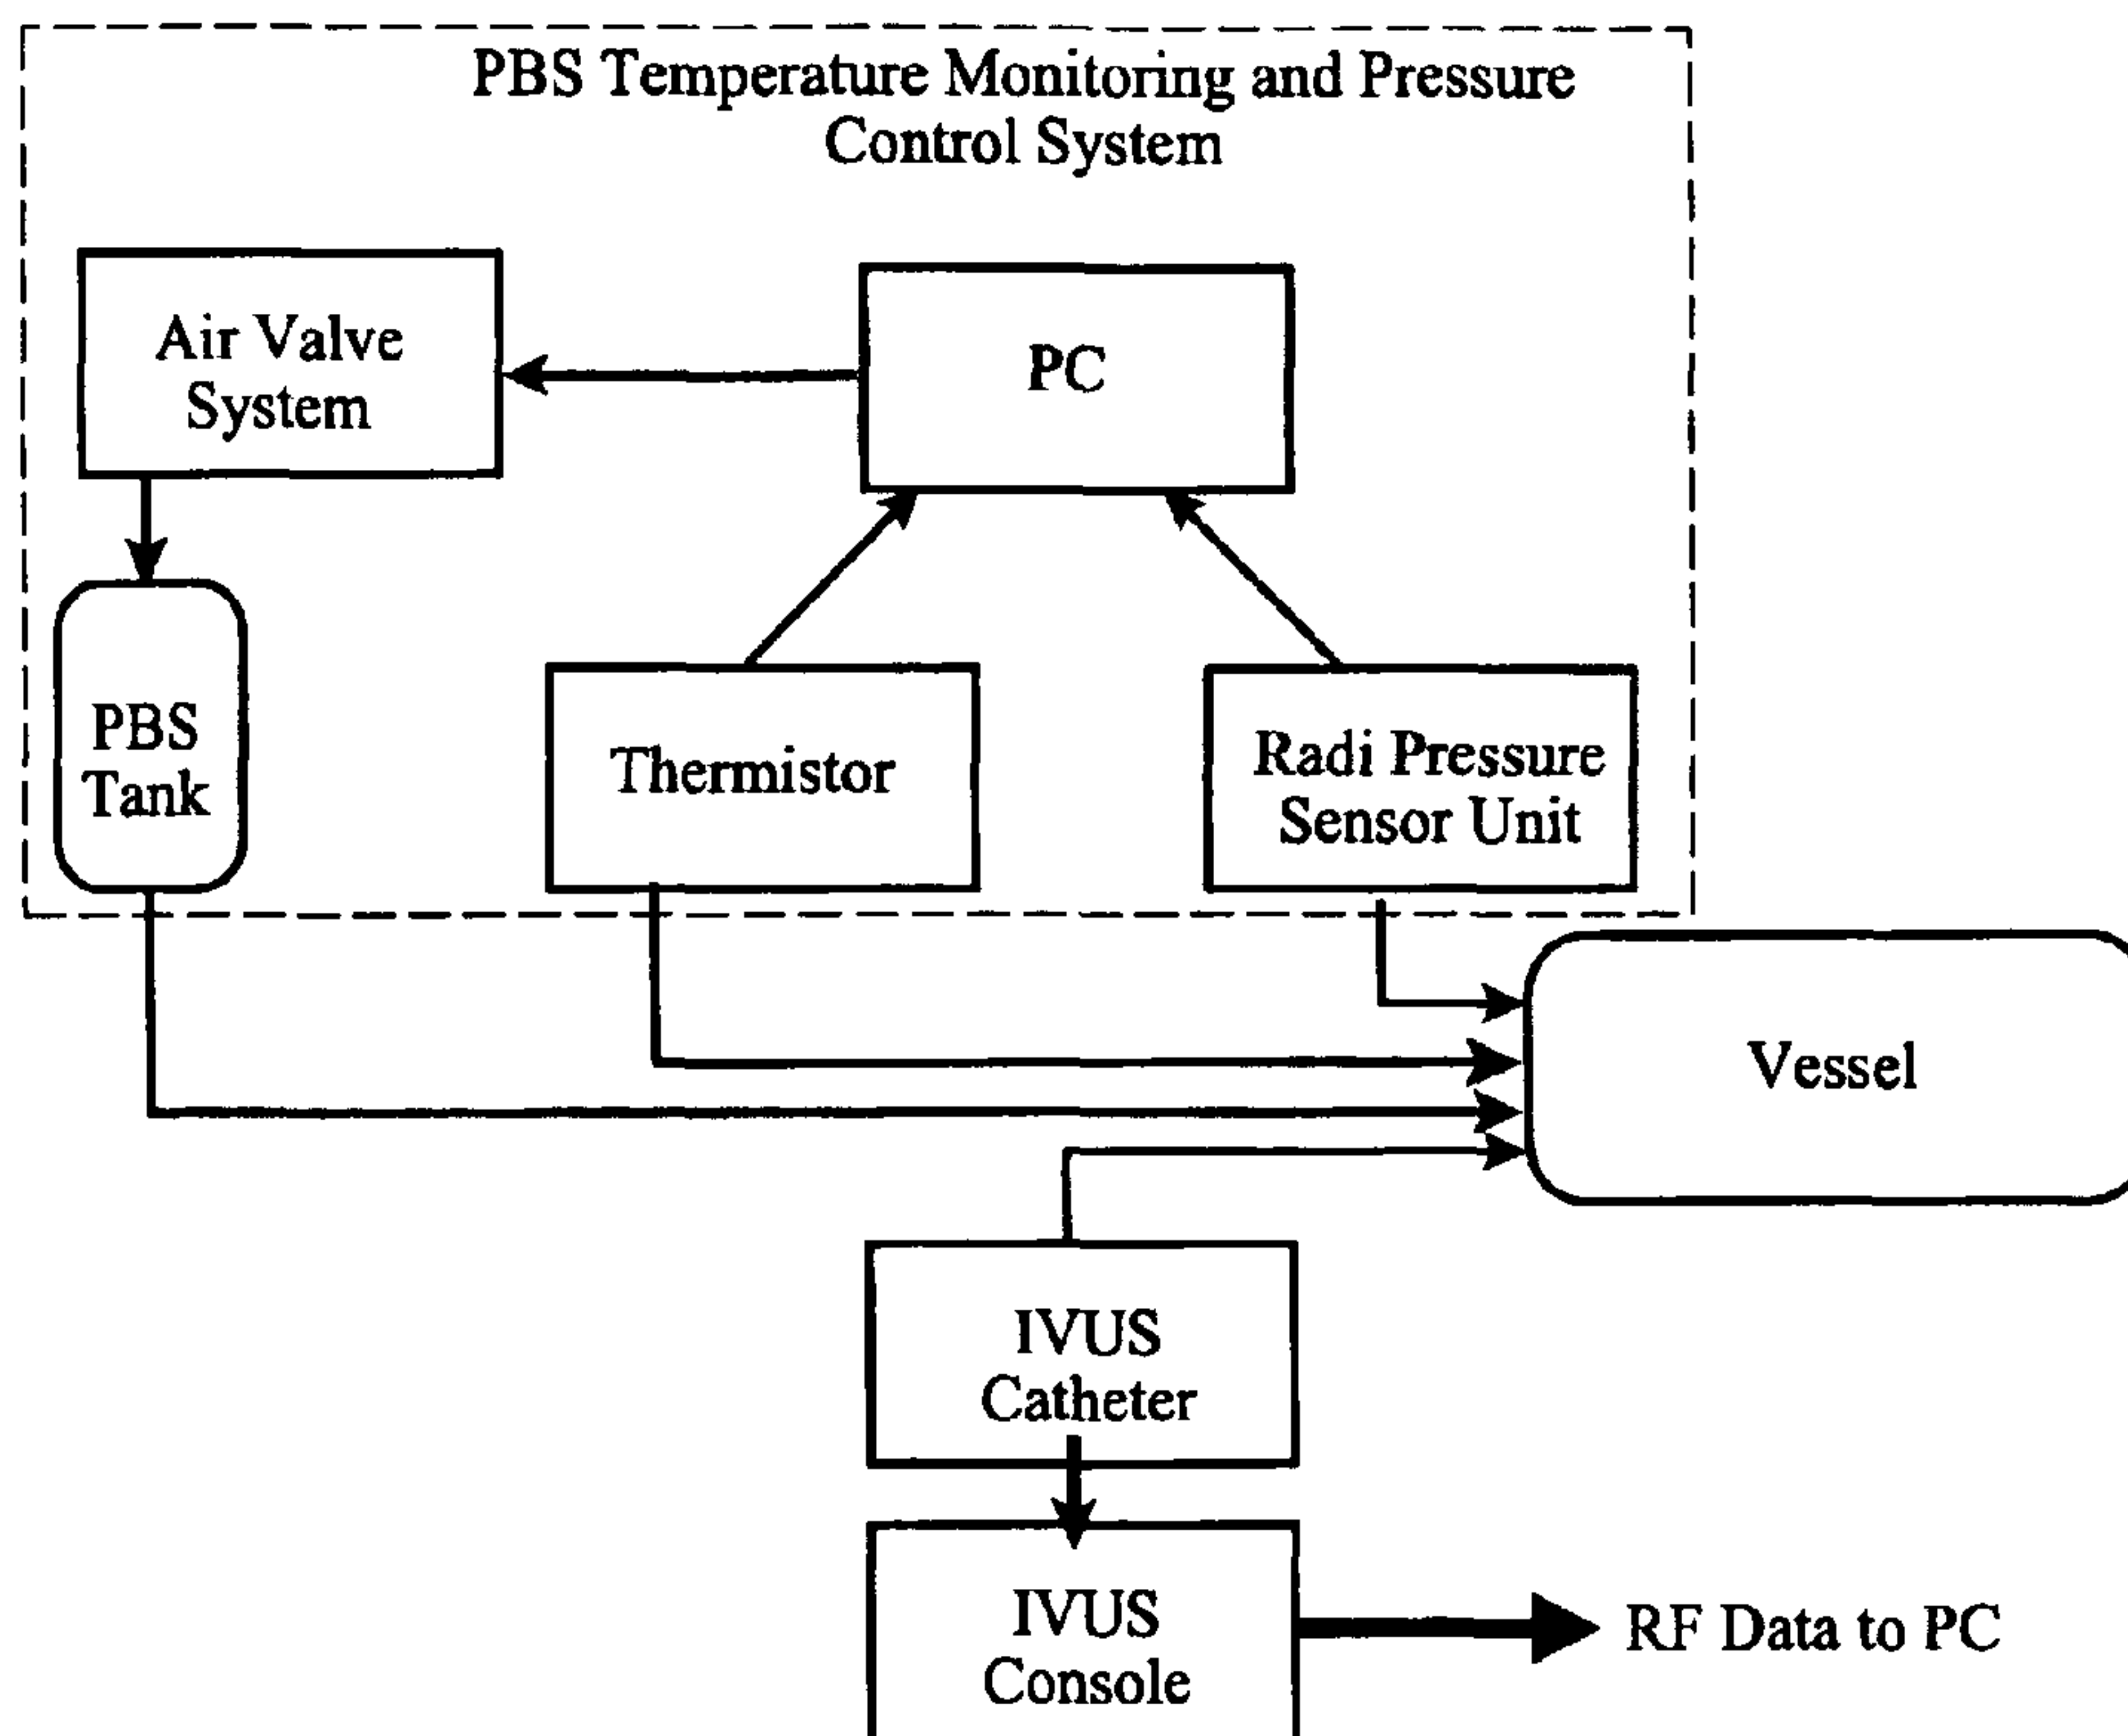 PBS Temperature Monitoring and Pressure
Control System
Air Valve
System
PC
PBS
Tank
Thermistor
Radi Pressure
Sensor Unit
Vessel
IVUS
Catheter
IVUS
Console
RF Data to PC